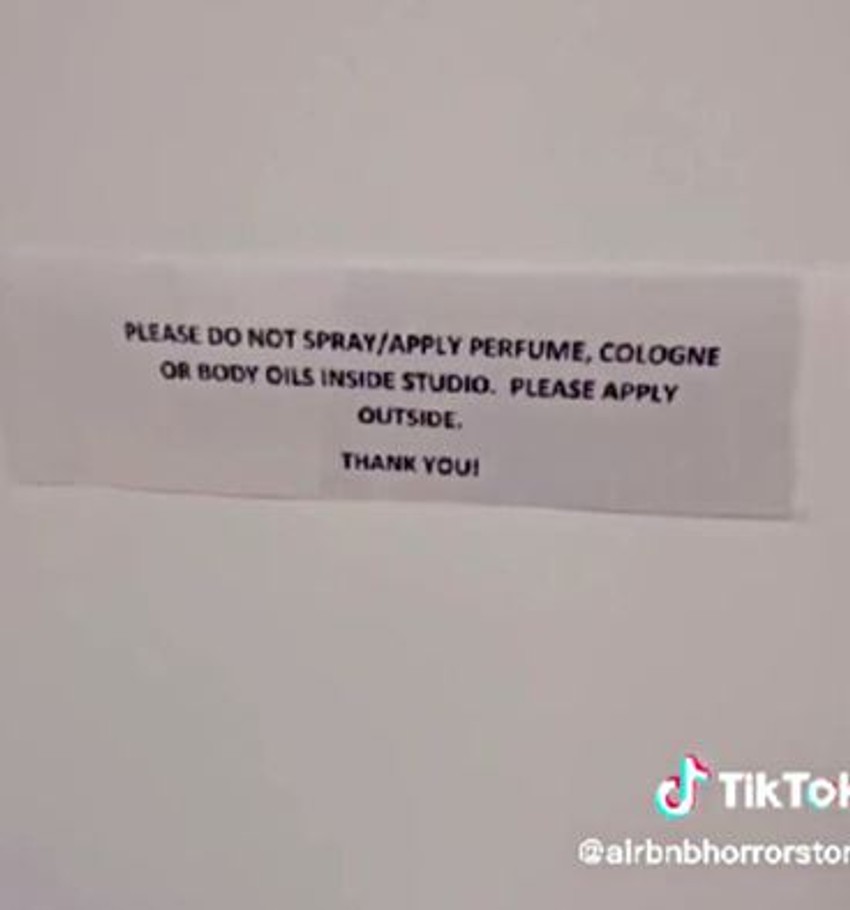 PLEASE DO NOT SPRAY/APPLY PERFUME, COLOGNE
OR BODY OILS INSIDE STUDIO. PLEASE APPLY
OUTSIDE.
THANK YOU!
TikTok
@airbnbhorrorstor